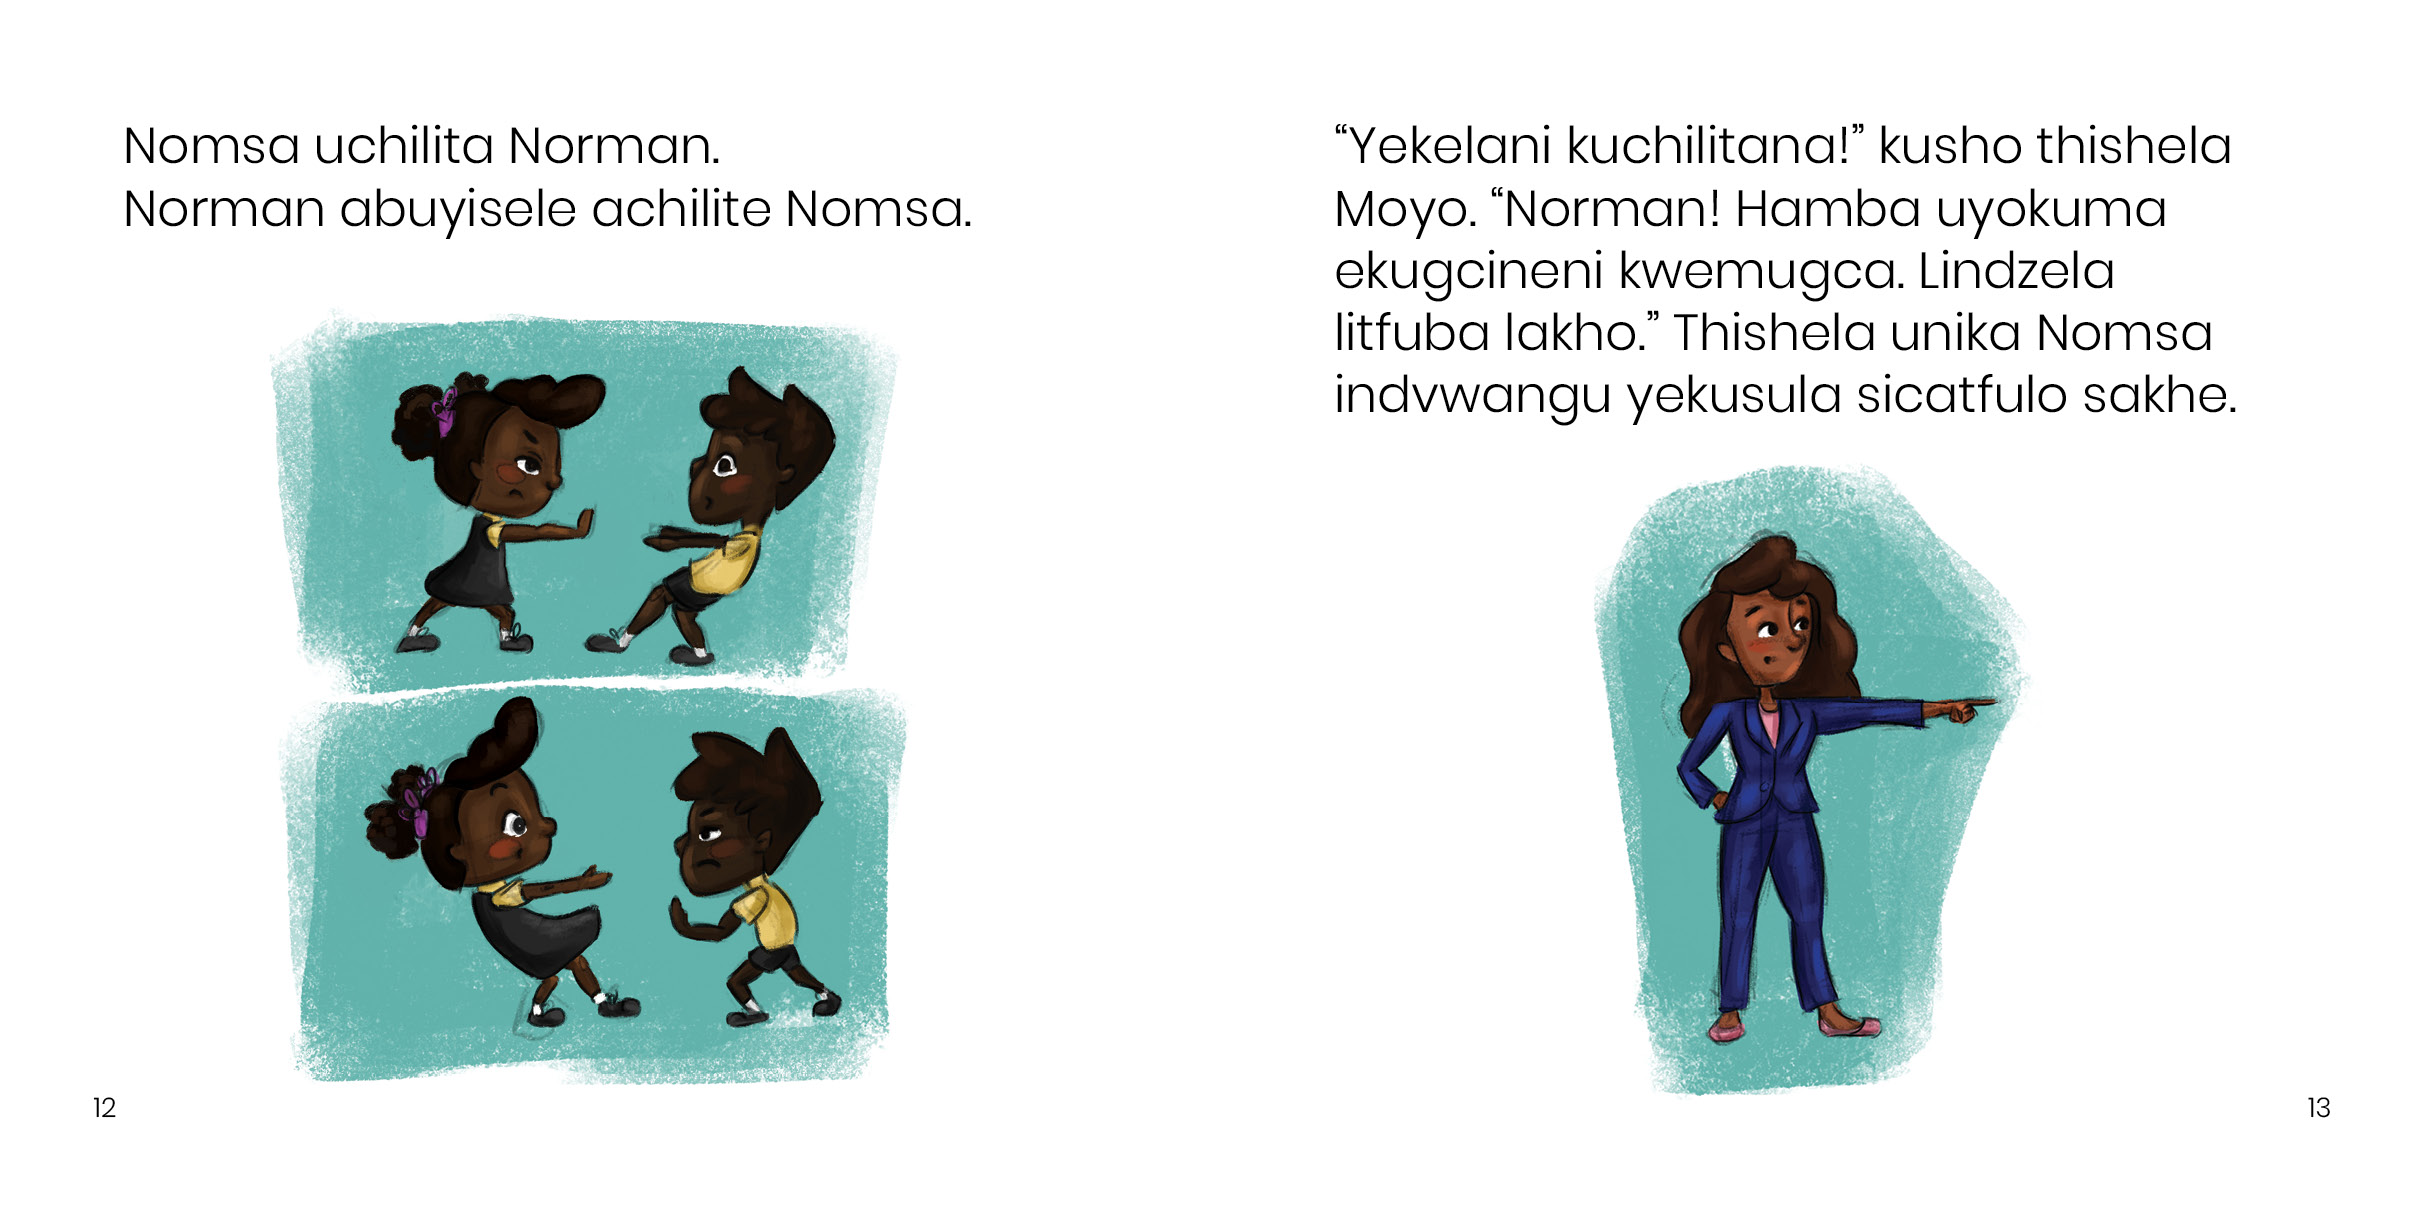 Nomsa uchilita Norman.
Norman abuyisele achilite Nomsa.
12
“Yekelani kuchilitana!” kusho thishela
Moyo. “Norman! Hamba uyokuma
ekugcineni kwemugca. Lindzela
litfuba lakho.” Thishela unika Nomsa
indvwangu yekusula sicatfulo sakhe.
13